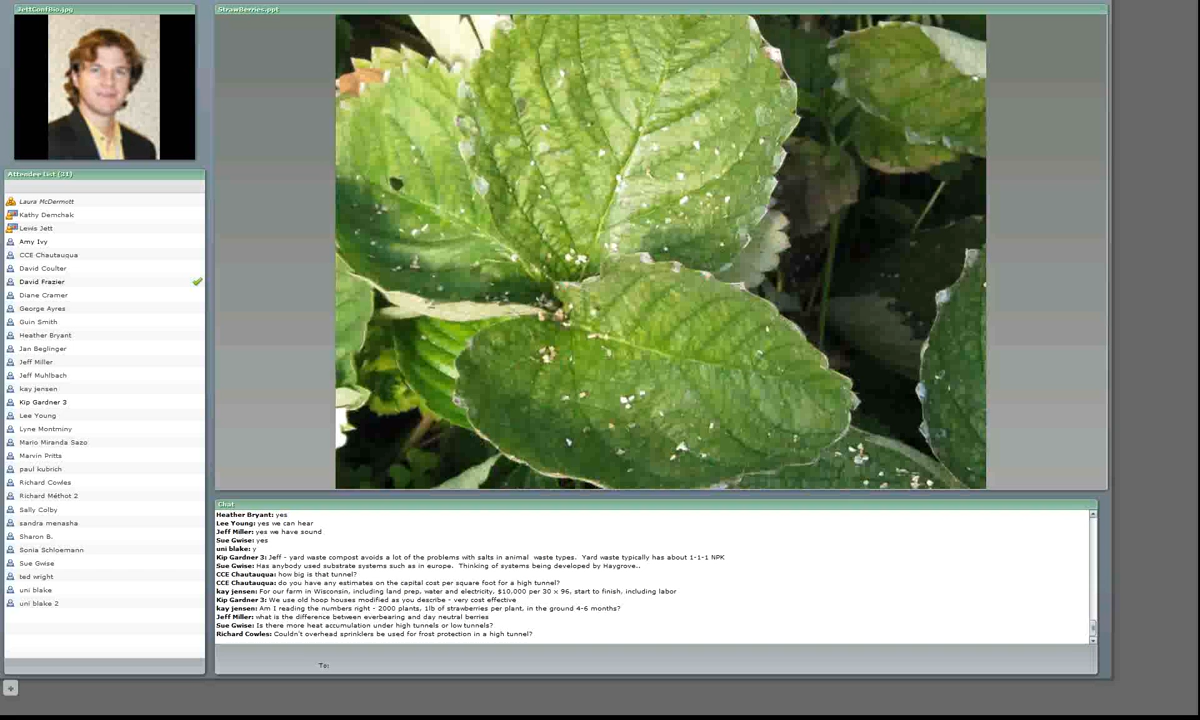 JettConfBio.jpg
StrawBerries.ppt
Attendee List (31)
Laura McDermott
Kathy Demchak
Lewis Jett
Amy Ivy
CCE Chautauqua
David Coulter
David Frazier
Diane Cramer
George Ayres
Guin Smith
Heather Bryant
Jan Beglinger
Jeff Miller
Jeff Muhlbach
kay jensen
Kip Gardner 3
Lee Young
Lyne Montminy
Mario Miranda Sazo
Marvin Pritts
paul kubrich
Richard Cowles
Richard Méthot 2
Sally Colby
sandra menasha
Sharon B.
Sonia Schloemann
Sue Gwise
ted wright
uni blake
uni blake 2
Chat
Heather Bryant: yes
Lee Young: yes we can hear
Jeff Miller: yes we have sound
Sue Gwise: yes
uni blake: y
Kip Gardner 3: Jeff - yard waste compost avoids a lot of the problems with salts in animal waste types. Yard waste typically has about 1-1-1 NPK
Sue Gwise: Has anybody used substrate systems such as in europe. Thinking of systems being developed by Haygrove..
CCE Chautauqua: how big is that tunnel?
CCE Chautauqua: do you have any estimates on the capital cost per square foot for a high tunnel?
kay jensen: For our farm in Wisconsin, including land prep, water and electricity, $10,000 per 30 x 96, start to finish, including labor
Kip Gardner 3: We use old hoop houses modified as you describe - very cost effective
kay jensen: Am I reading the numbers right - 2000 plants, 1lb of strawberries per plant, in the ground 4-6 months?
Jeff Miller: what is the difference between everbearing and day neutral berries
Sue Gwise: Is there more heat accumulation under high tunnels or low tunnels?
Richard Cowles: Couldn't overhead sprinklers be used for frost protection in a high tunnel?
To: